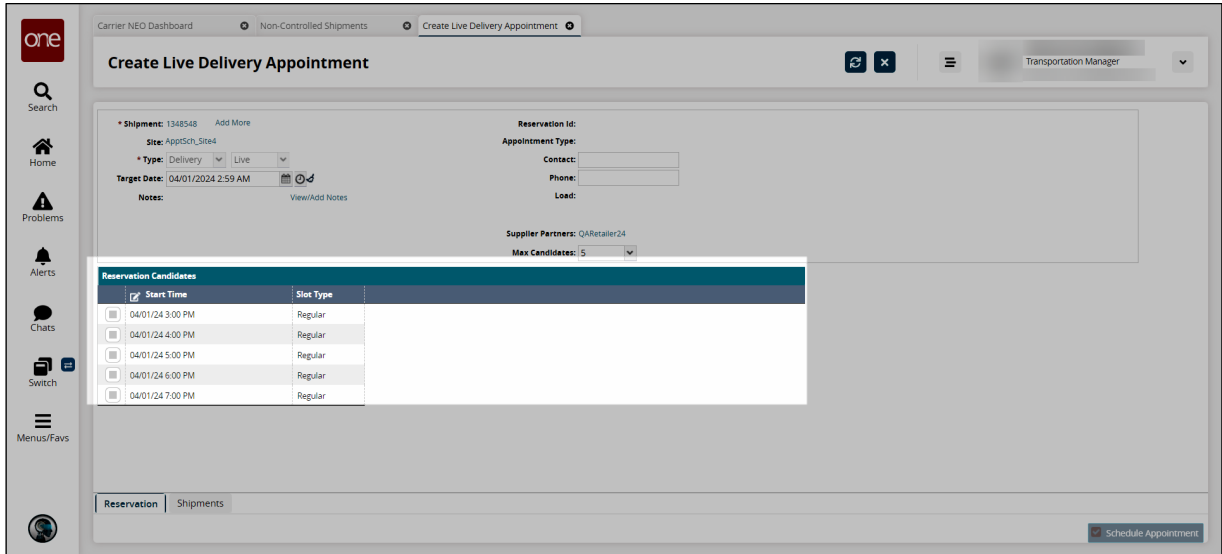 one
Search
Home
Problems
Alerts
Chats
Switch
Menus/Favs
Carrier NEO Dashboard Non-Controlled Shipments Create Live Delivery Appointment
Create Live Delivery Appointment
Transportation Manager
* Shipment: 1348548 Add More
Site: ApptSch_Site4
* Type: Delivery Live
Target Date: 04/01/2024 2:59 AM
Notes: View/Add Notes
Reservation Id:
Appointment Type:
Contact:
Phone:
Load:
Supplier Partners: QARetailer24
Max Candidates: 5
Reservation Candidates
Start Time Slot Type
04/01/24 3:00 PM Regular
04/01/24 4:00 PM Regular
04/01/24 5:00 PM Regular
04/01/24 6:00 PM Regular
04/01/24 7:00 PM Regular
Reservation Shipments
Schedule Appointment